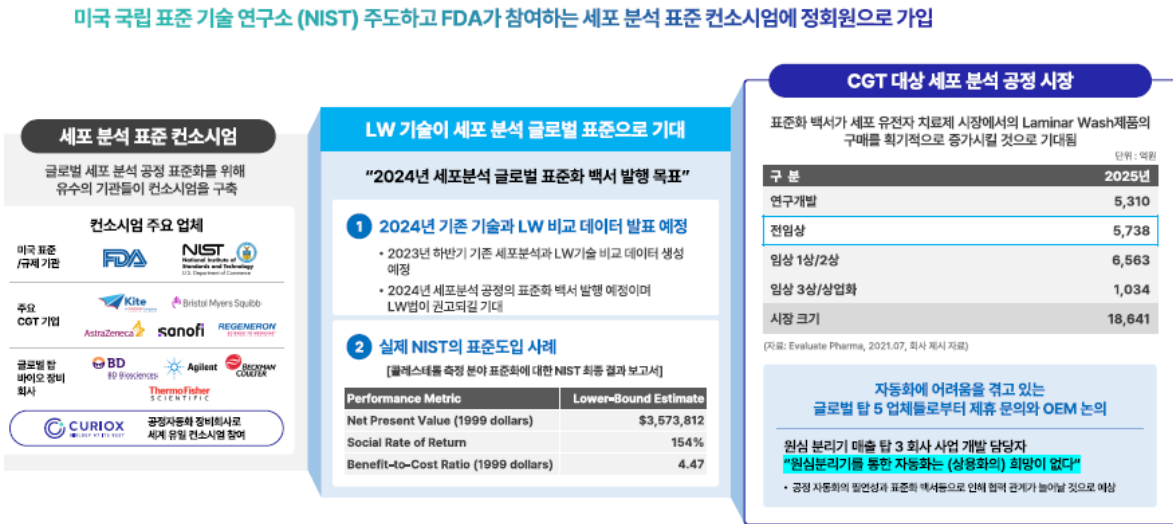 미국 국립 표준 기술 연구소 (NIST) 주도하고 FDA가 참여하는 세포 분석 표준 컨소시엄에 정회원으로 가입
세포 분석 표준 컨소시엄
글로벌 세포 분석 공정 표준화를 위해
유수의 기관들이 컨소시엄을 구축
컨소시엄 주요 업체
미국 표준
/규제 기관
FDA
NIST
National Institute of
Standards and Technology
U.S. Department of Commerce
주요
CGT 기업
Kite
Bristol Myers Squibb
AstraZeneca
sanofi
REGENERON
글로벌 탑
바이오 장비
회사
BD
BD Biosciences
Agilent
BECKMAN
COULTER
ThermoFisher
SCIENTIFIC
CURIOX
공정자동화 장비회사로
세계 유일 컨소시엄 참여
LW 기술이 세포 분석 글로벌 표준으로 기대
“2024년 세포분석 글로벌 표준화 백서 발행 목표”
1 2024년 기존 기술과 LW 비교 데이터 발표 예정
• 2023년 하반기 기존 세포분석과 LW기술 비교 데이터 생성
예정
• 2024년 세포분석 공정의 표준화 백서 발행 예정이며
LW법이 권고되길 기대
2 실제 NIST의 표준도입 사례
[콜레스테롤 측정 분야 표준화에 대한 NIST 최종 결과 보고서]
Performance Metric Lower-Bound Estimate
Net Present Value (1999 dollars) $3,573,812
Social Rate of Return 154%
Benefit-to-Cost Ratio (1999 dollars) 4.47
CGT 대상 세포 분석 공정 시장
표준화 백서가 세포 유전자 치료제 시장에서의 Laminar Wash제품의
구매를 획기적으로 증가시킬 것으로 기대됨
단위 : 억원
구 분 2025년
연구개발 5,310
전임상 5,738
임상 1상/2상 6,563
임상 3상/상업화 1,034
시장 크기 18,641
(자료: Evaluate Pharma, 2021.07, 회사 제시 자료)
자동화에 어려움을 겪고 있는
글로벌 탑 5 업체들로부터 제휴 문의와 OEM 논의
원심 분리기 매출 탑 3 회사 사업 개발 담당자
“원심분리기를 통한 자동화는 (상용화의) 희망이 없다”
• 공정 자동화의 필연성과 표준화 백서등으로 인해 협력 관계가 늘어날 것으로 예상